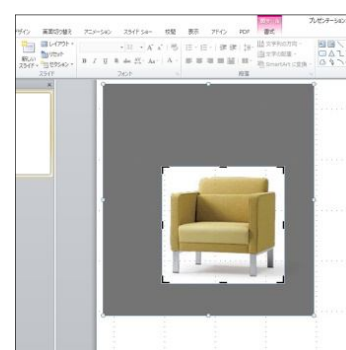 プレゼンテーション
デザイン 画面切り替え アニメーション スライド ショー 校閲 表示 アドイン PDF 書式
新しい
スライド
レイアウト
リセット
セクション
B I U S abc Aa A
文字列の方向
文字の配置
SmartArt に変換
スライド フォント 段落